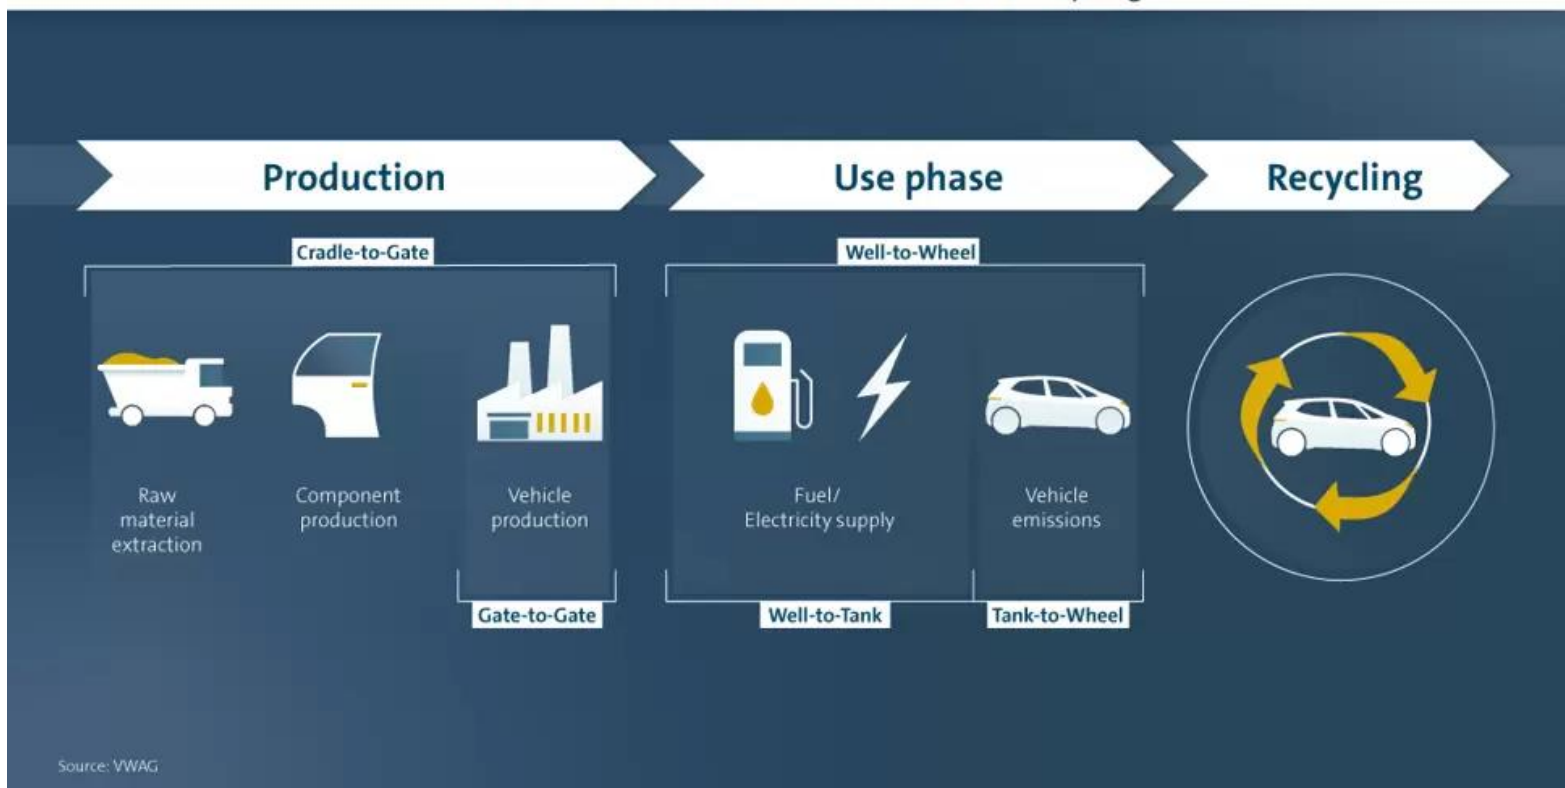 Production
Use phase
Recycling
Cradle-to-Gate
Well-to-Wheel
Raw
material
extraction
Component
production
Vehicle
production
Fuel/
Electricity supply
Vehicle
emissions
Gate-to-Gate
Well-to-Tank
Tank-to-Wheel
Source: VWAG